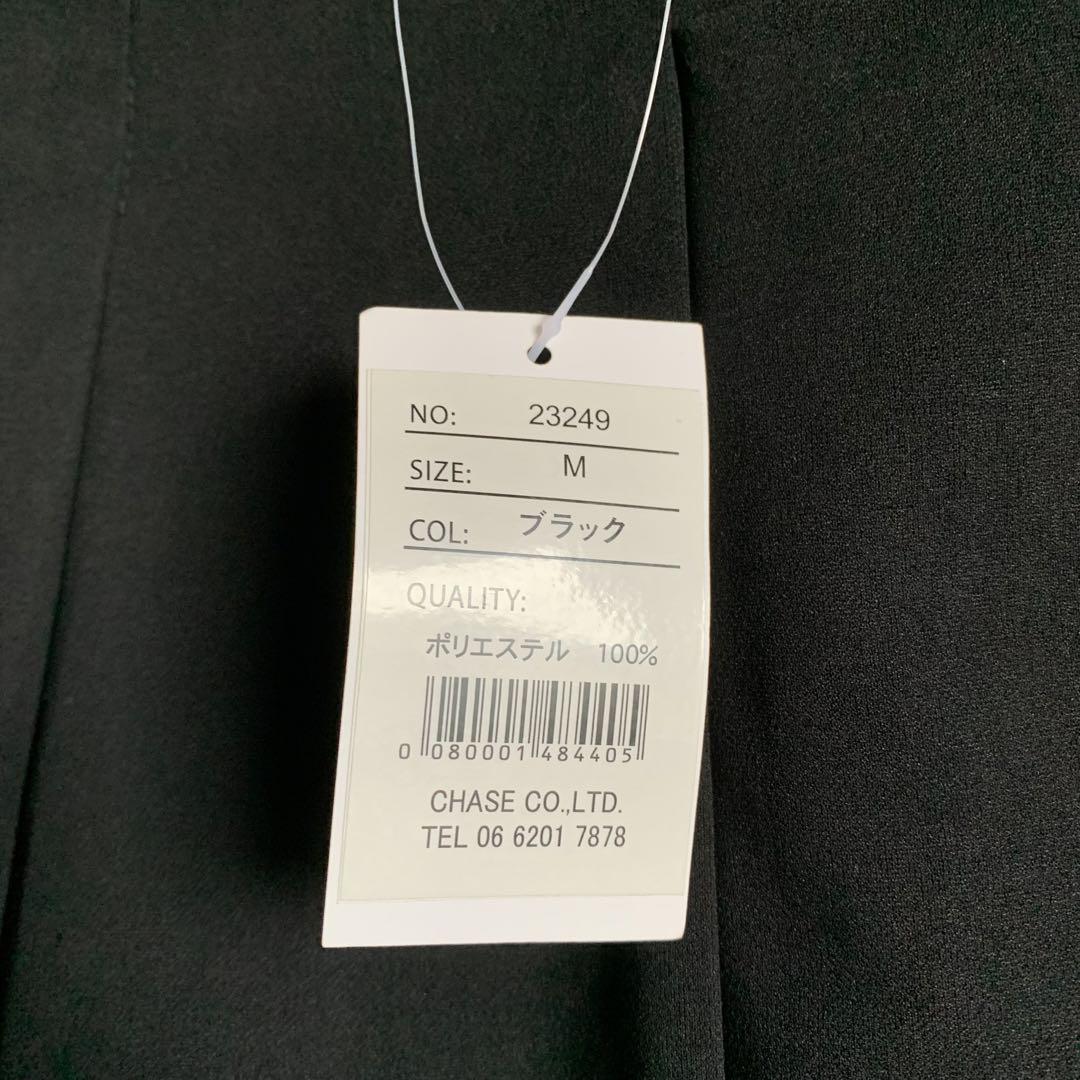 NO: 23249
SIZE: M
COL: ブラック
QUALITY:
ポリエステル 100%
0 080001 484405
CHASE CO.,LTD.
TEL 06 6201 7878